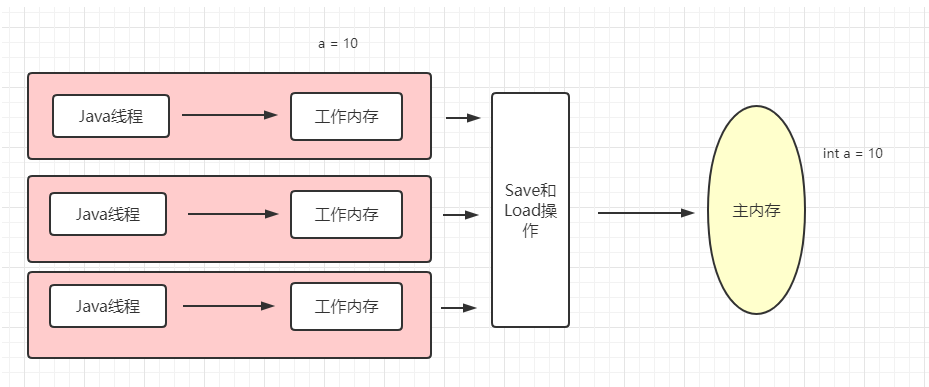 a = 10
Java线程
工作内存
Java线程
工作内存
Java线程
工作内存
Save和
Load操
作
主内存
int a = 10